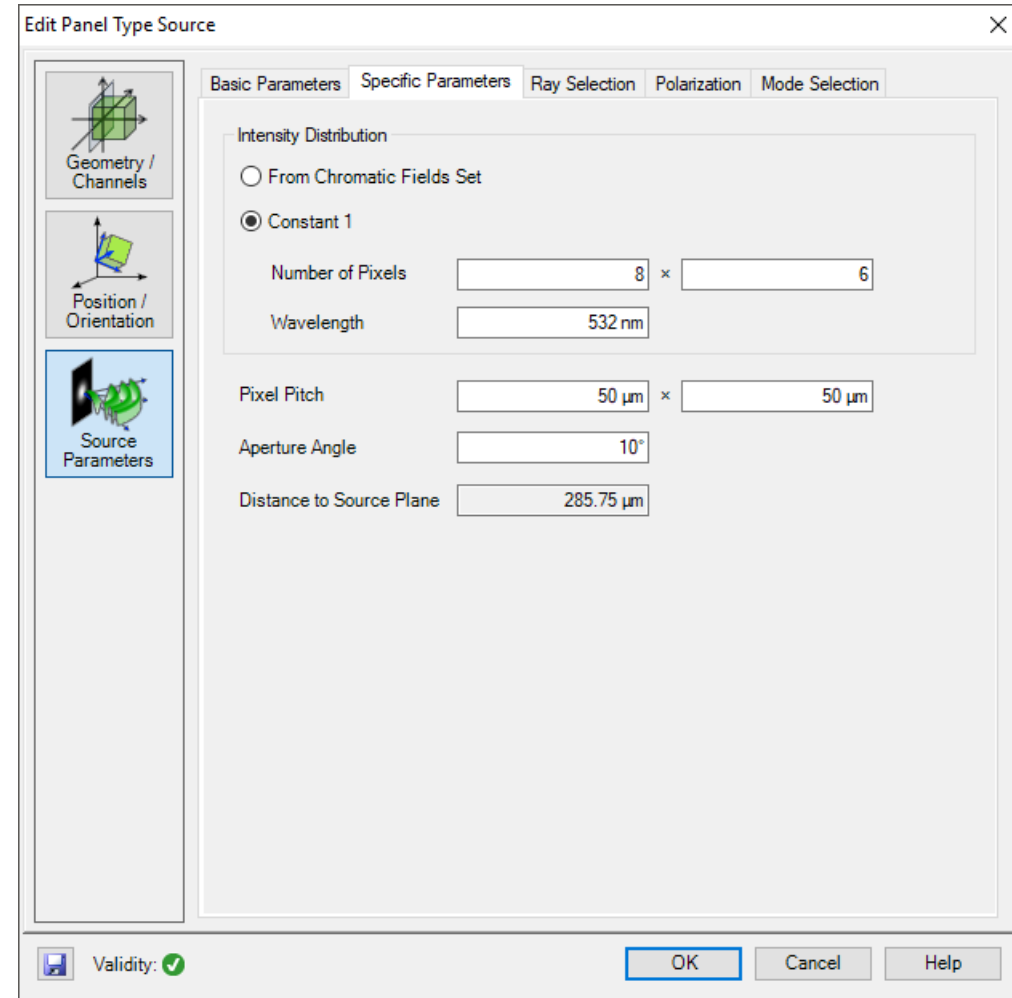 Edit Panel Type Source
Geometry /
Channels
Position /
Orientation
Source
Parameters
Basic Parameters Specific Parameters Ray Selection Polarization Mode Selection
Intensity Distribution
From Chromatic Fields Set
Constant 1
Number of Pixels 8 × 6
Wavelength 532 nm
Pixel Pitch 50 µm × 50 µm
Aperture Angle 10°
Distance to Source Plane 285.75 µm
Validity: OK Cancel Help